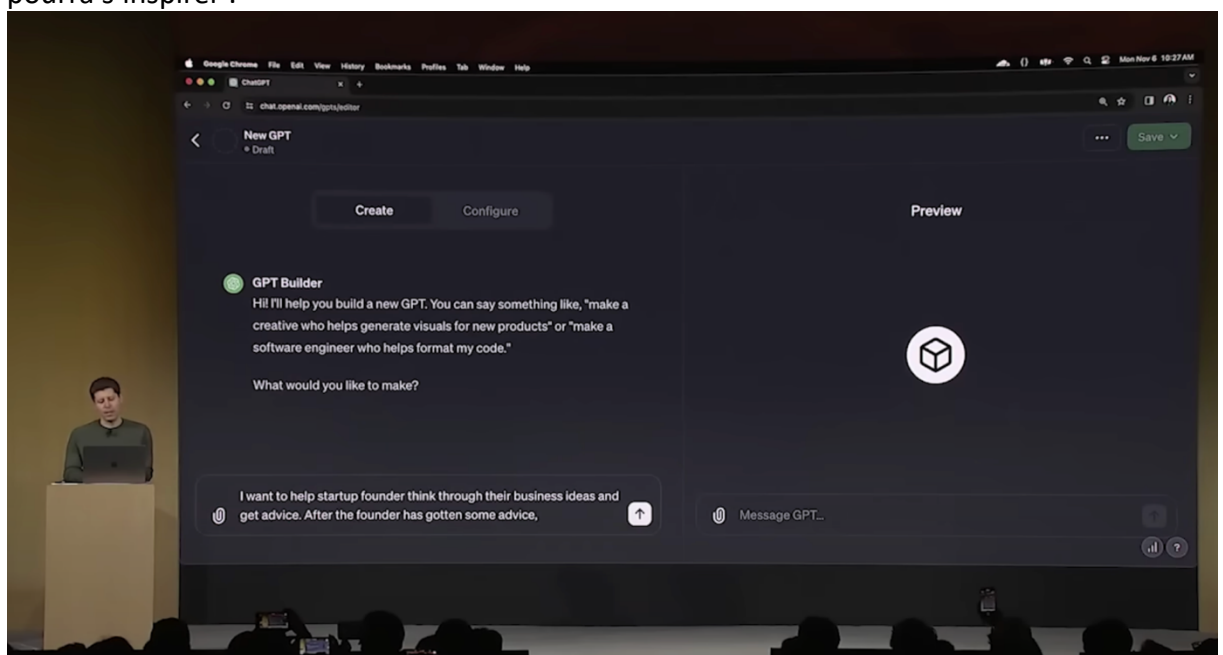 Google Chrome File Edit View History Bookmarks Profiles Tab Window Help
Mon Nov 6 10:27 AM
ChatGPT
chat.openai.com/gpts/editor
New GPT
Draft
Save
Create Configure
Preview
GPT Builder
Hi! I'll help you build a new GPT. You can say something like, "make a
creative who helps generate visuals for new products" or "make a
software engineer who helps format my code."
What would you like to make?
I want to help startup founder think through their business ideas and
get advice. After the founder has gotten some advice,
Message GPT...
?